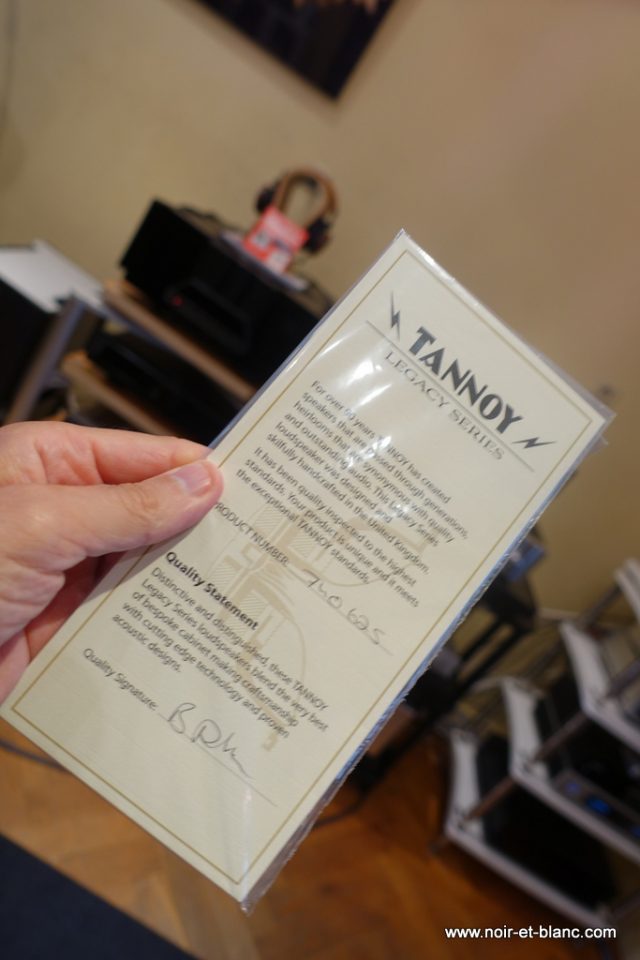 TANNOY
LEGACY SERIES
For over 90 years TANNOY has created
speakers that are passed through generations,
heirlooms that are synonymous with quality
and outstanding audio. This Legacy Series
loudspeaker was designed and
skilfully handcrafted in the United Kingdom.
It has been quality inspected to the highest
standards. Your product is unique and it meets
the exceptional TANNOY standards.
PRODUCT NUMBER 740625
Quality Statement
Distinctive and distinguished, these TANNOY
Legacy Series loudspeakers blend the very best
of bespoke cabinet making craftsmanship
with cutting edge technology and proven
acoustic designs.
Quality Signature
www.noir-et-blanc.com